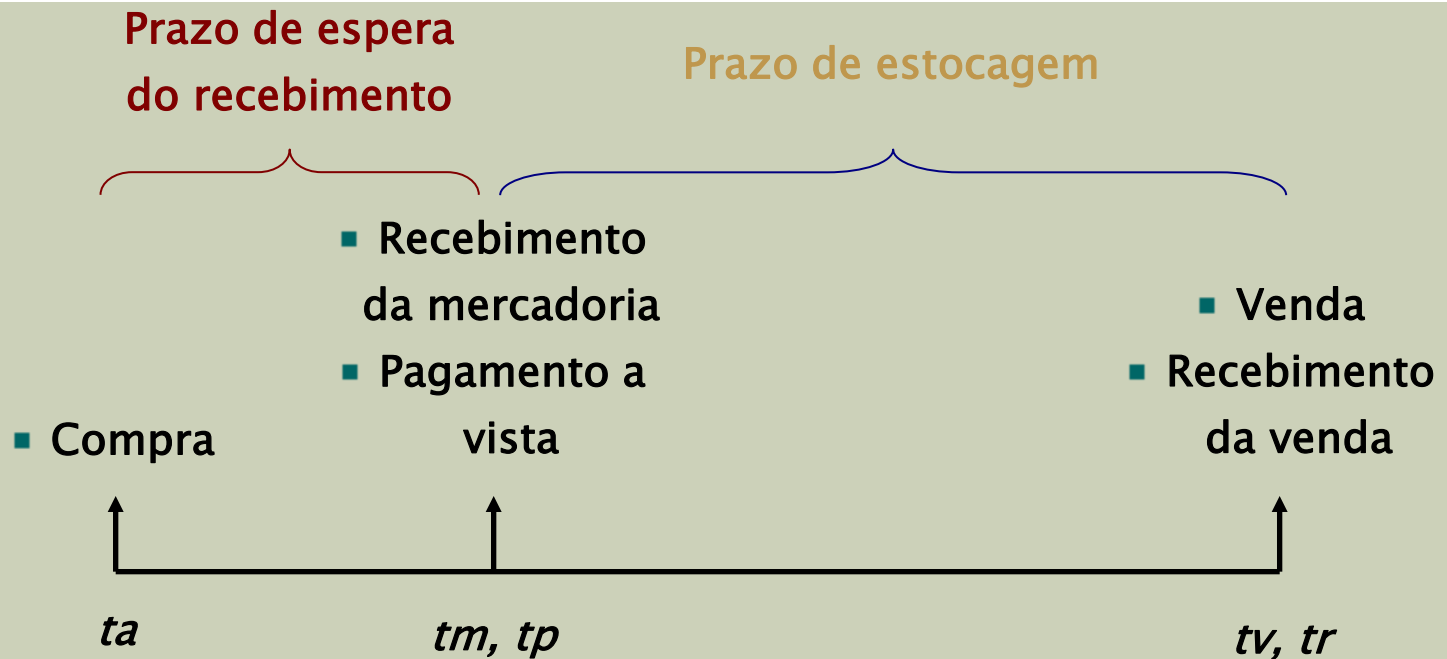 Prazo de espera
do recebimento
Prazo de estocagem
▪ Compra
▪ Recebimento
da mercadoria
▪ Pagamento a
vista
▪ Venda
▪ Recebimento
da venda
ta
tm, tp
tv, tr